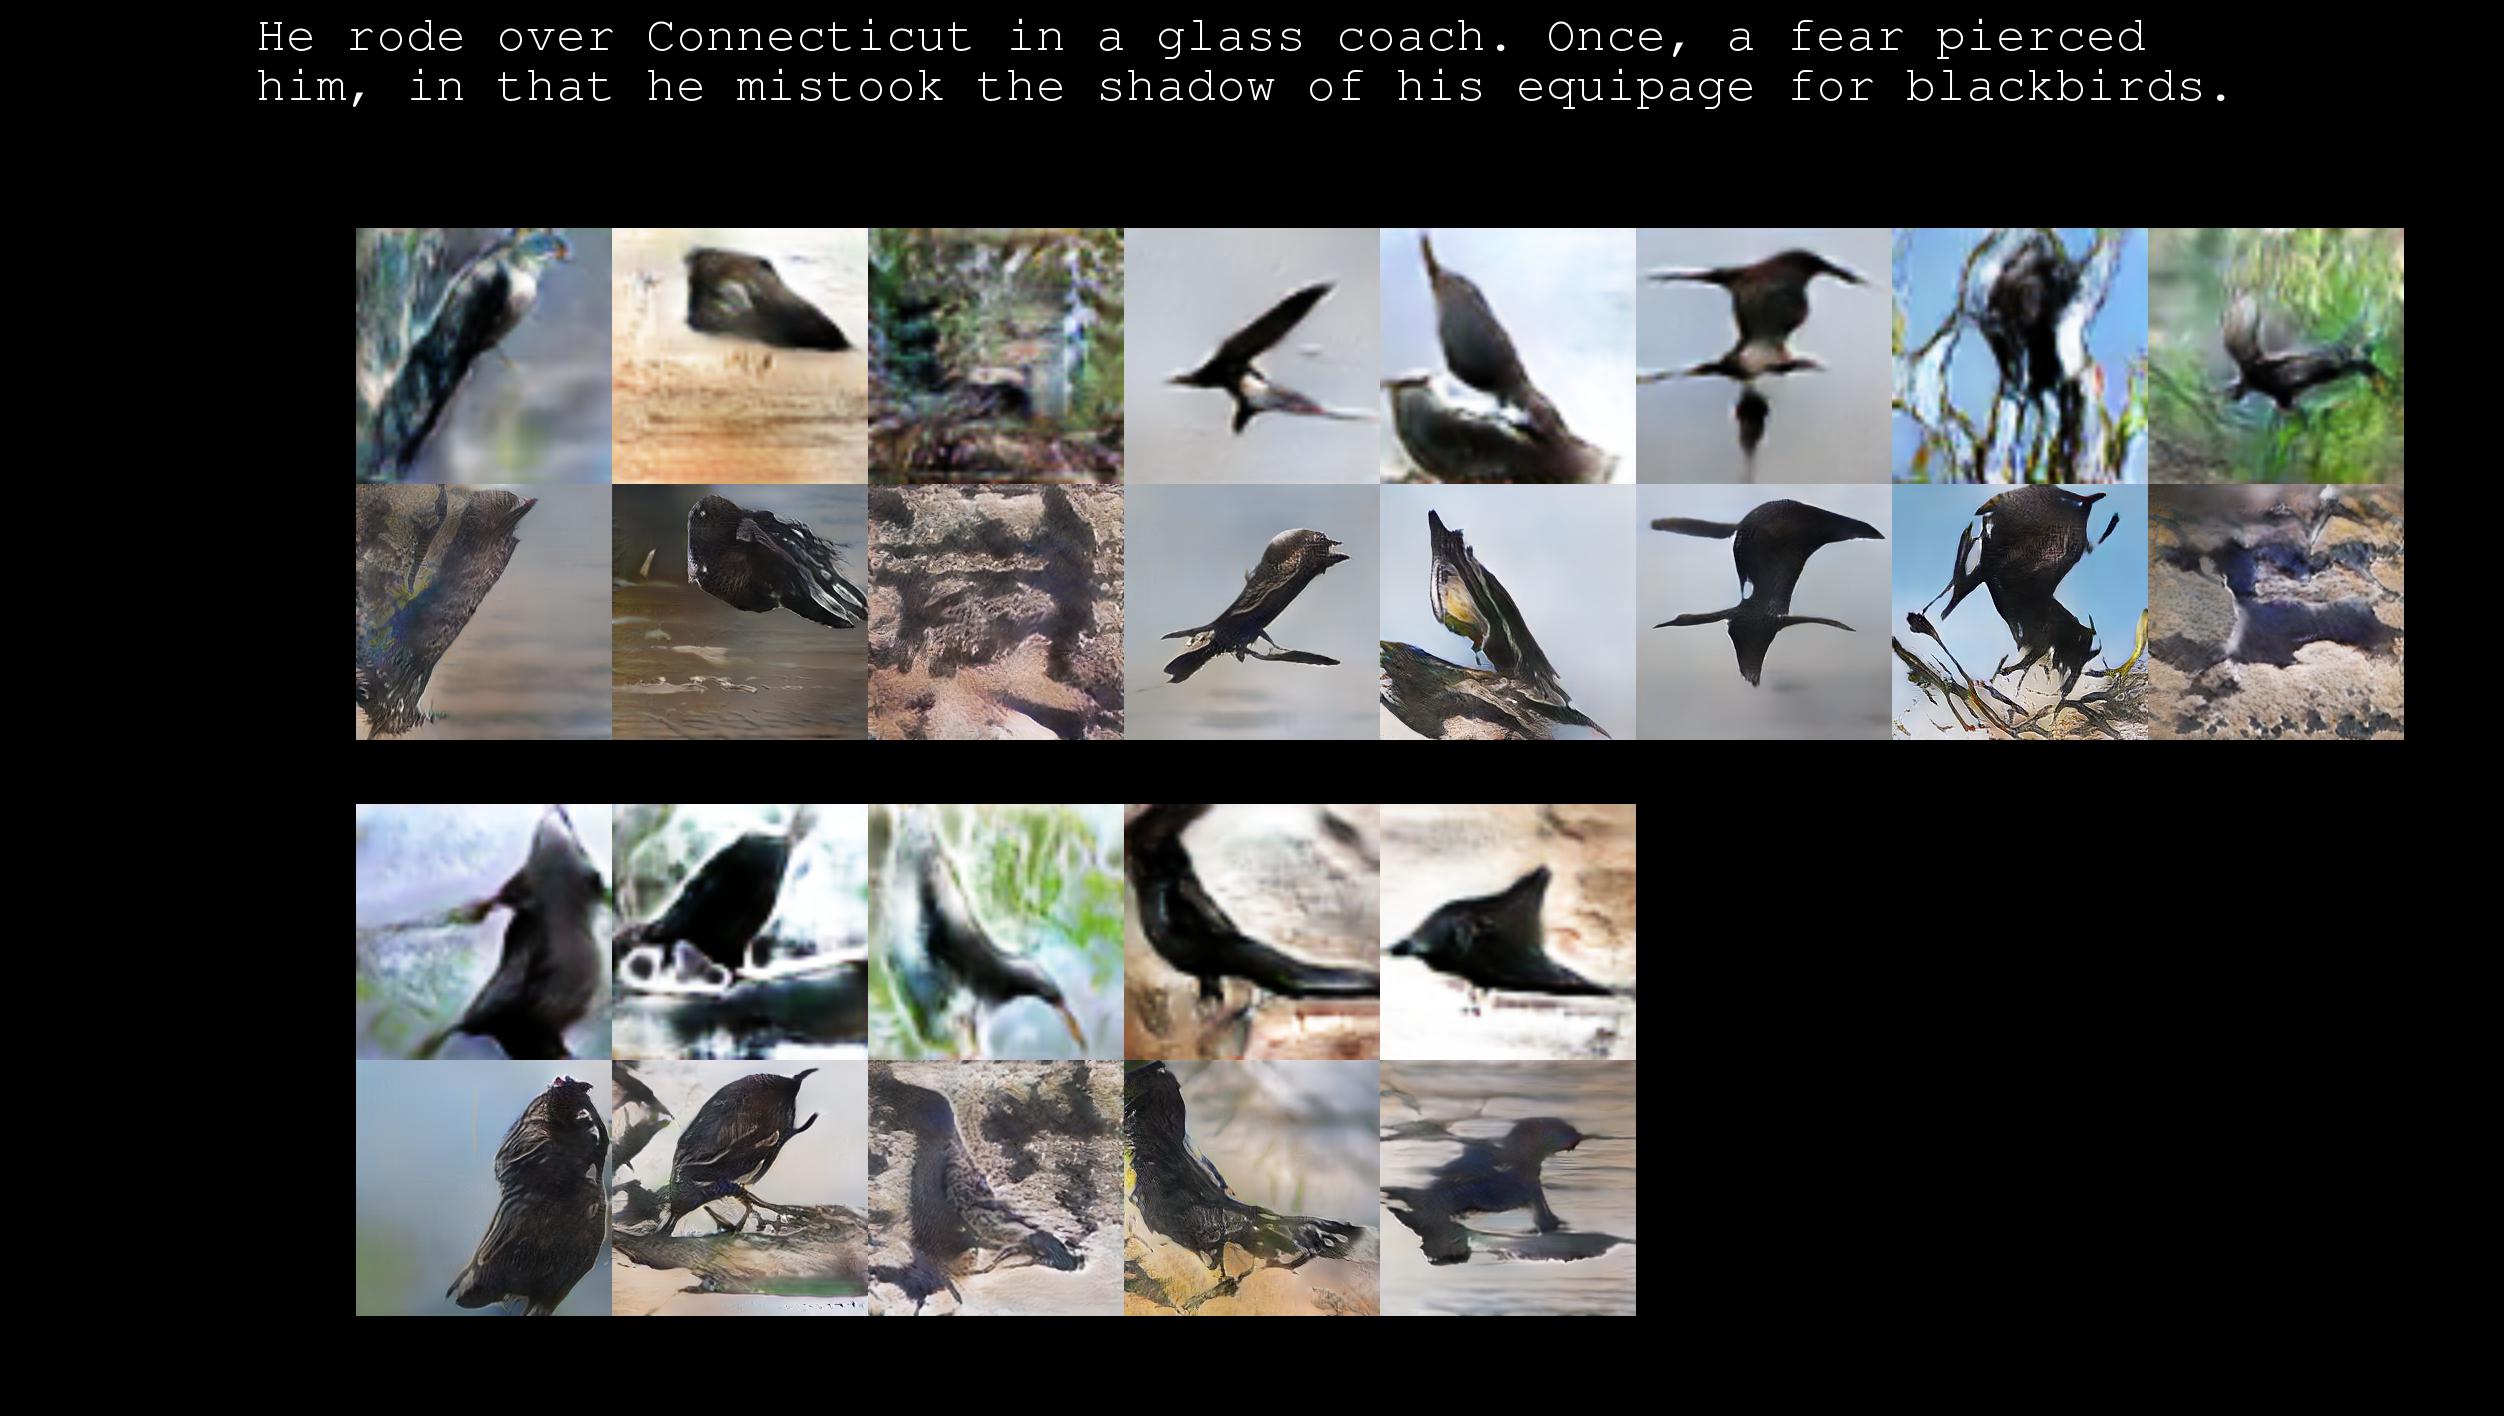 He rode over Connecticut in a glass coach. Once, a fear pierced
him, in that he mistook the shadow of his equipage for blackbirds.